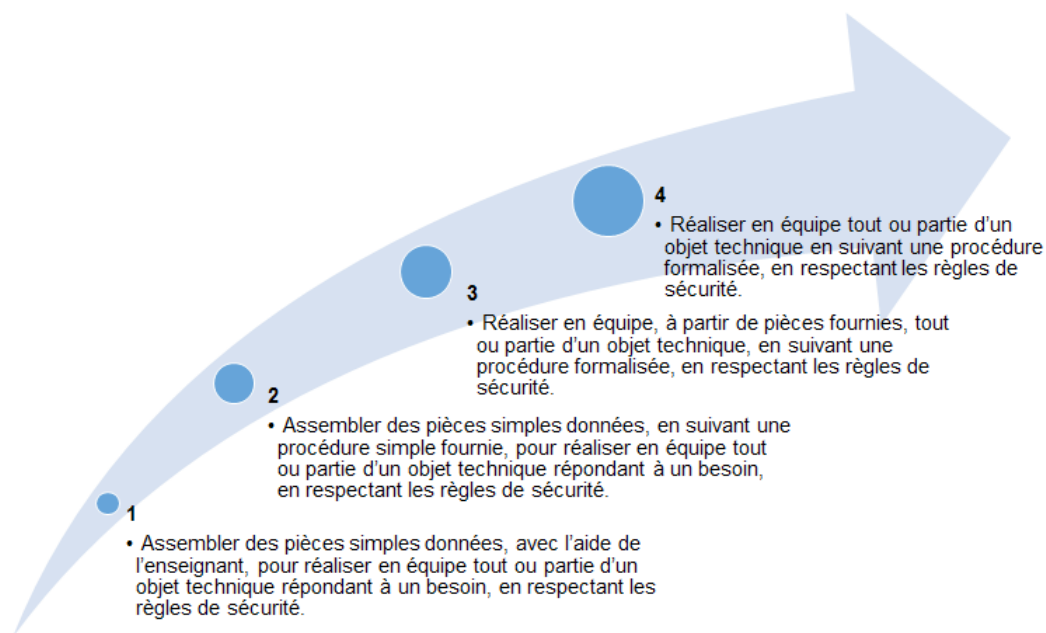 4
• Réaliser en équipe tout ou partie d’un
objet technique en suivant une procédure
formalisée, en respectant les règles de
sécurité.
3
• Réaliser en équipe, à partir de pièces fournies, tout
ou partie d’un objet technique, en suivant une
procédure formalisée, en respectant les règles de
sécurité.
2
• Assembler des pièces simples données, en suivant une
procédure simple fournie, pour réaliser en équipe tout
ou partie d’un objet technique répondant à un besoin,
en respectant les règles de sécurité.
1
• Assembler des pièces simples données, avec l’aide de
l’enseignant, pour réaliser en équipe tout ou partie d’un
objet technique répondant à un besoin, en respectant les
règles de sécurité.